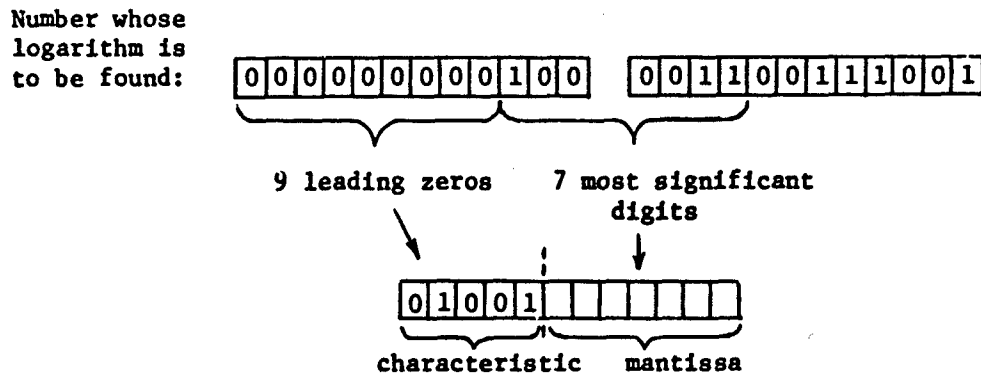 Number whose
logarithm is
to be found:
0 0 0 0 0 0 0 0 0 1 0 0 0 0 1 1 0 0 1 1 1 0 0 1
9 leading zeros 7 most significant
digits
0 1 0 0 1
characteristic mantissa